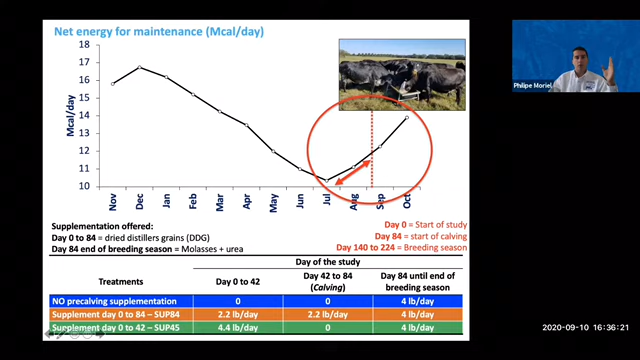 Net energy for maintenance (Mcal/day)
18
17
16
15
14
13
12
11
10
Mcal/day
Nov
Dec
Jan
Feb
Mar
Apr
May
Jun
Jul
Aug
Sep
Oct
Supplementation offered:
Day 0 to 84 = dried distillers grains (DDG)
Day 84 end of breeding season = Molasses + urea
Day 0 = Start of study
Day 84 = start of calving
Day 140 to 224 = Breeding season
Day of the study
Treatments Day 0 to 42 Day 42 to 84 (Calving) Day 84 until end of breeding season
NO precalving supplementation 0 0 4 lb/day
Supplement day 0 to 84 – SUP84 2.2 lb/day 2.2 lb/day 4 lb/day
Supplement day 0 to 42 – SUP45 4.4 lb/day 0 4 lb/day
Philipe Moriel
2020-09-10 16:36:21